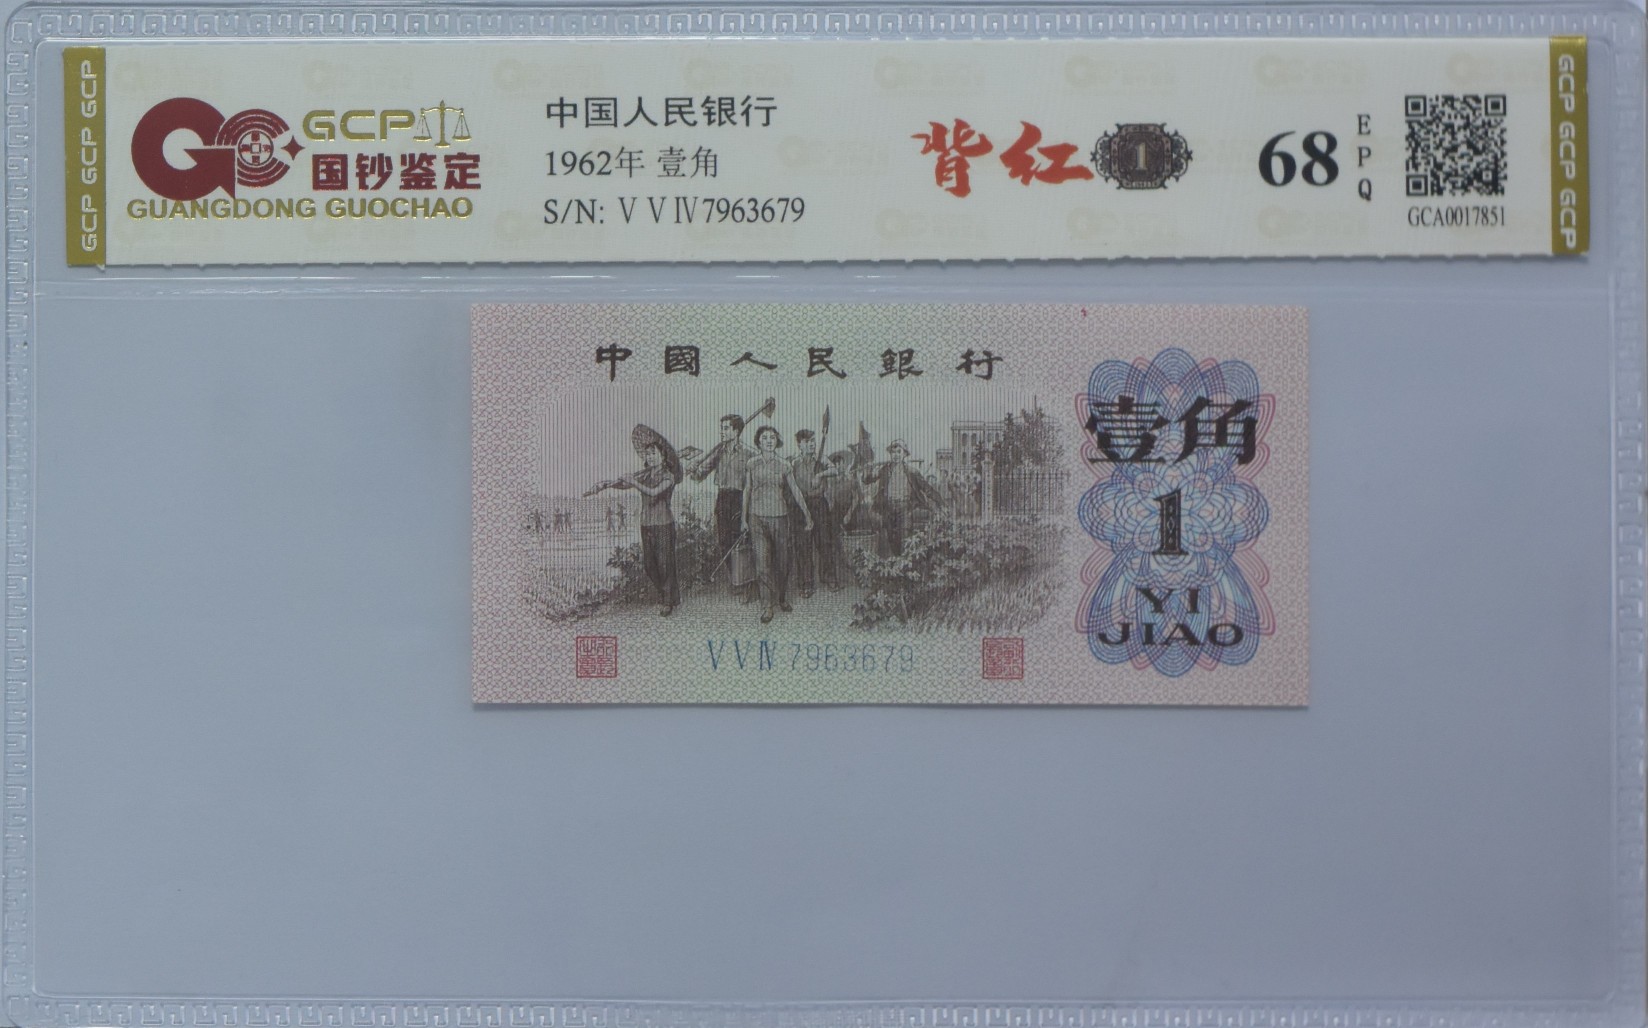 GCP GCP GCP
GCP
国钞鉴定
GUANGDONG GUOCHAO
中国人民银行
1962年 壹角
S/N: ⅤⅤⅣ7963679
背红
1
68
EPQ
GCA0017851
GCP GCP GCP
中國人民銀行
壹角
1
YI
JIAO
ⅤⅤⅣ 7963679